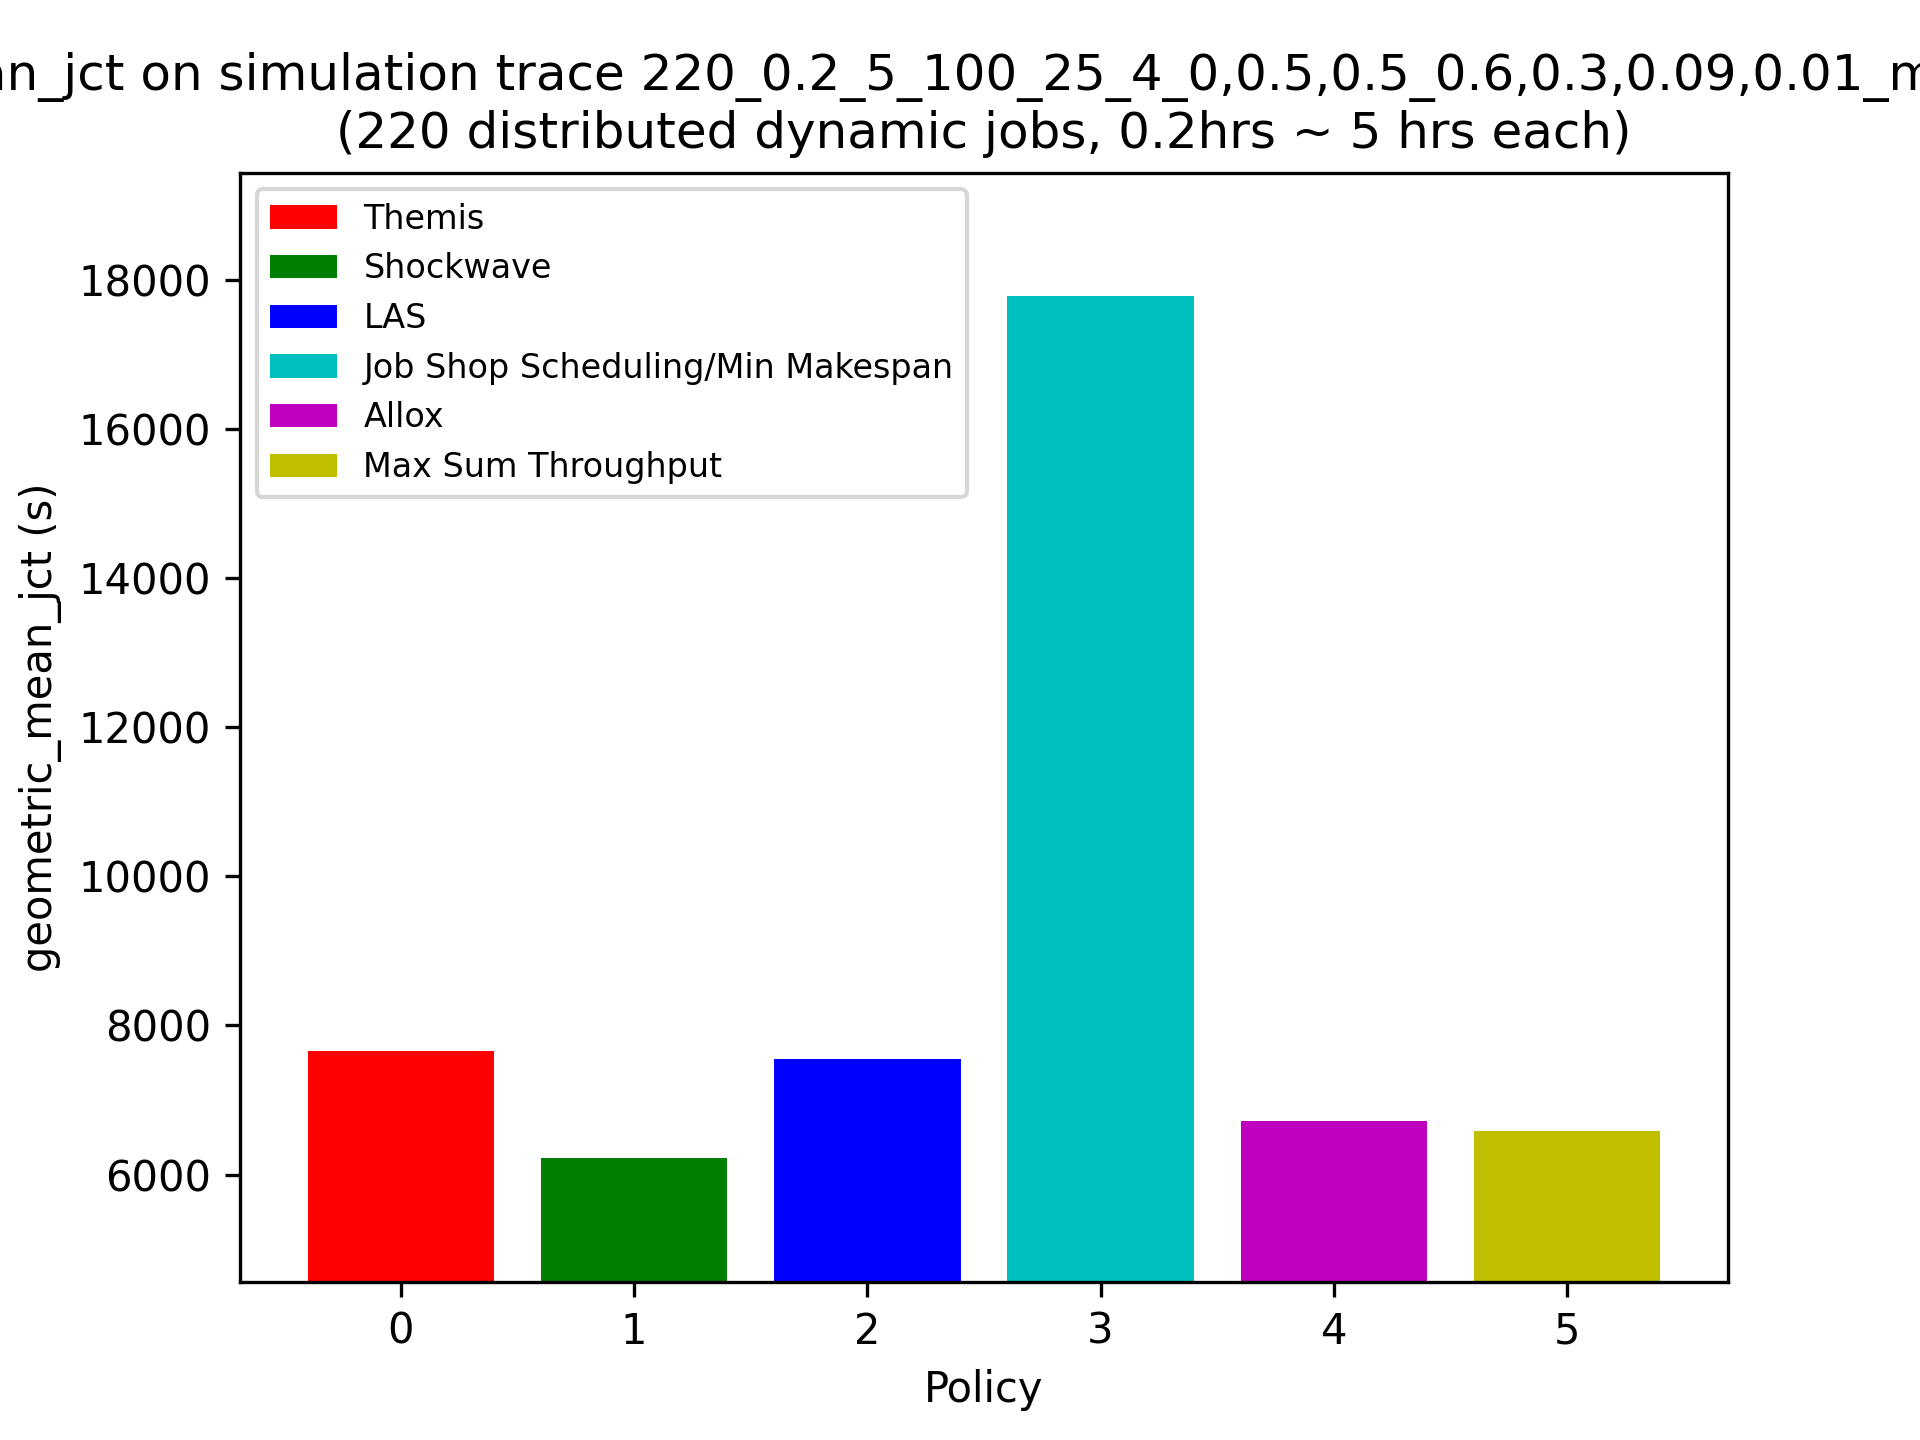 an_jct on simulation trace 220_0.2_5_100_25_4_0,0.5,0.5_0.6,0.3,0.09,0.01_m
(220 distributed dynamic jobs, 0.2hrs ~ 5 hrs each)
Themis
Shockwave
LAS
Job Shop Scheduling/Min Makespan
Allox
Max Sum Throughput
geometric_mean_jct (s)
18000
16000
14000
12000
10000
8000
6000
0 1 2 3 4 5
Policy